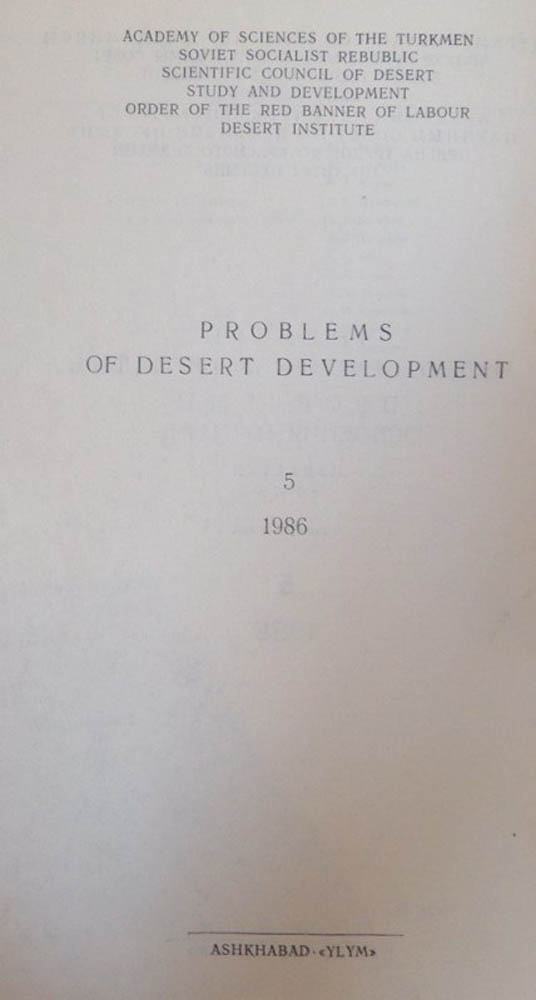 ACADEMY OF SCIENCES OF THE TURKMEN
SOVIET SOCIALIST REBUBLIC
SCIENTIFIC COUNCIL OF DESERT
STUDY AND DEVELOPMENT
ORDER OF THE RED BANNER OF LABOUR
DESERT INSTITUTE
PROBLEMS
OF DESERT DEVELOPMENT
5
1986
ASHKHABAD·«YLYM»